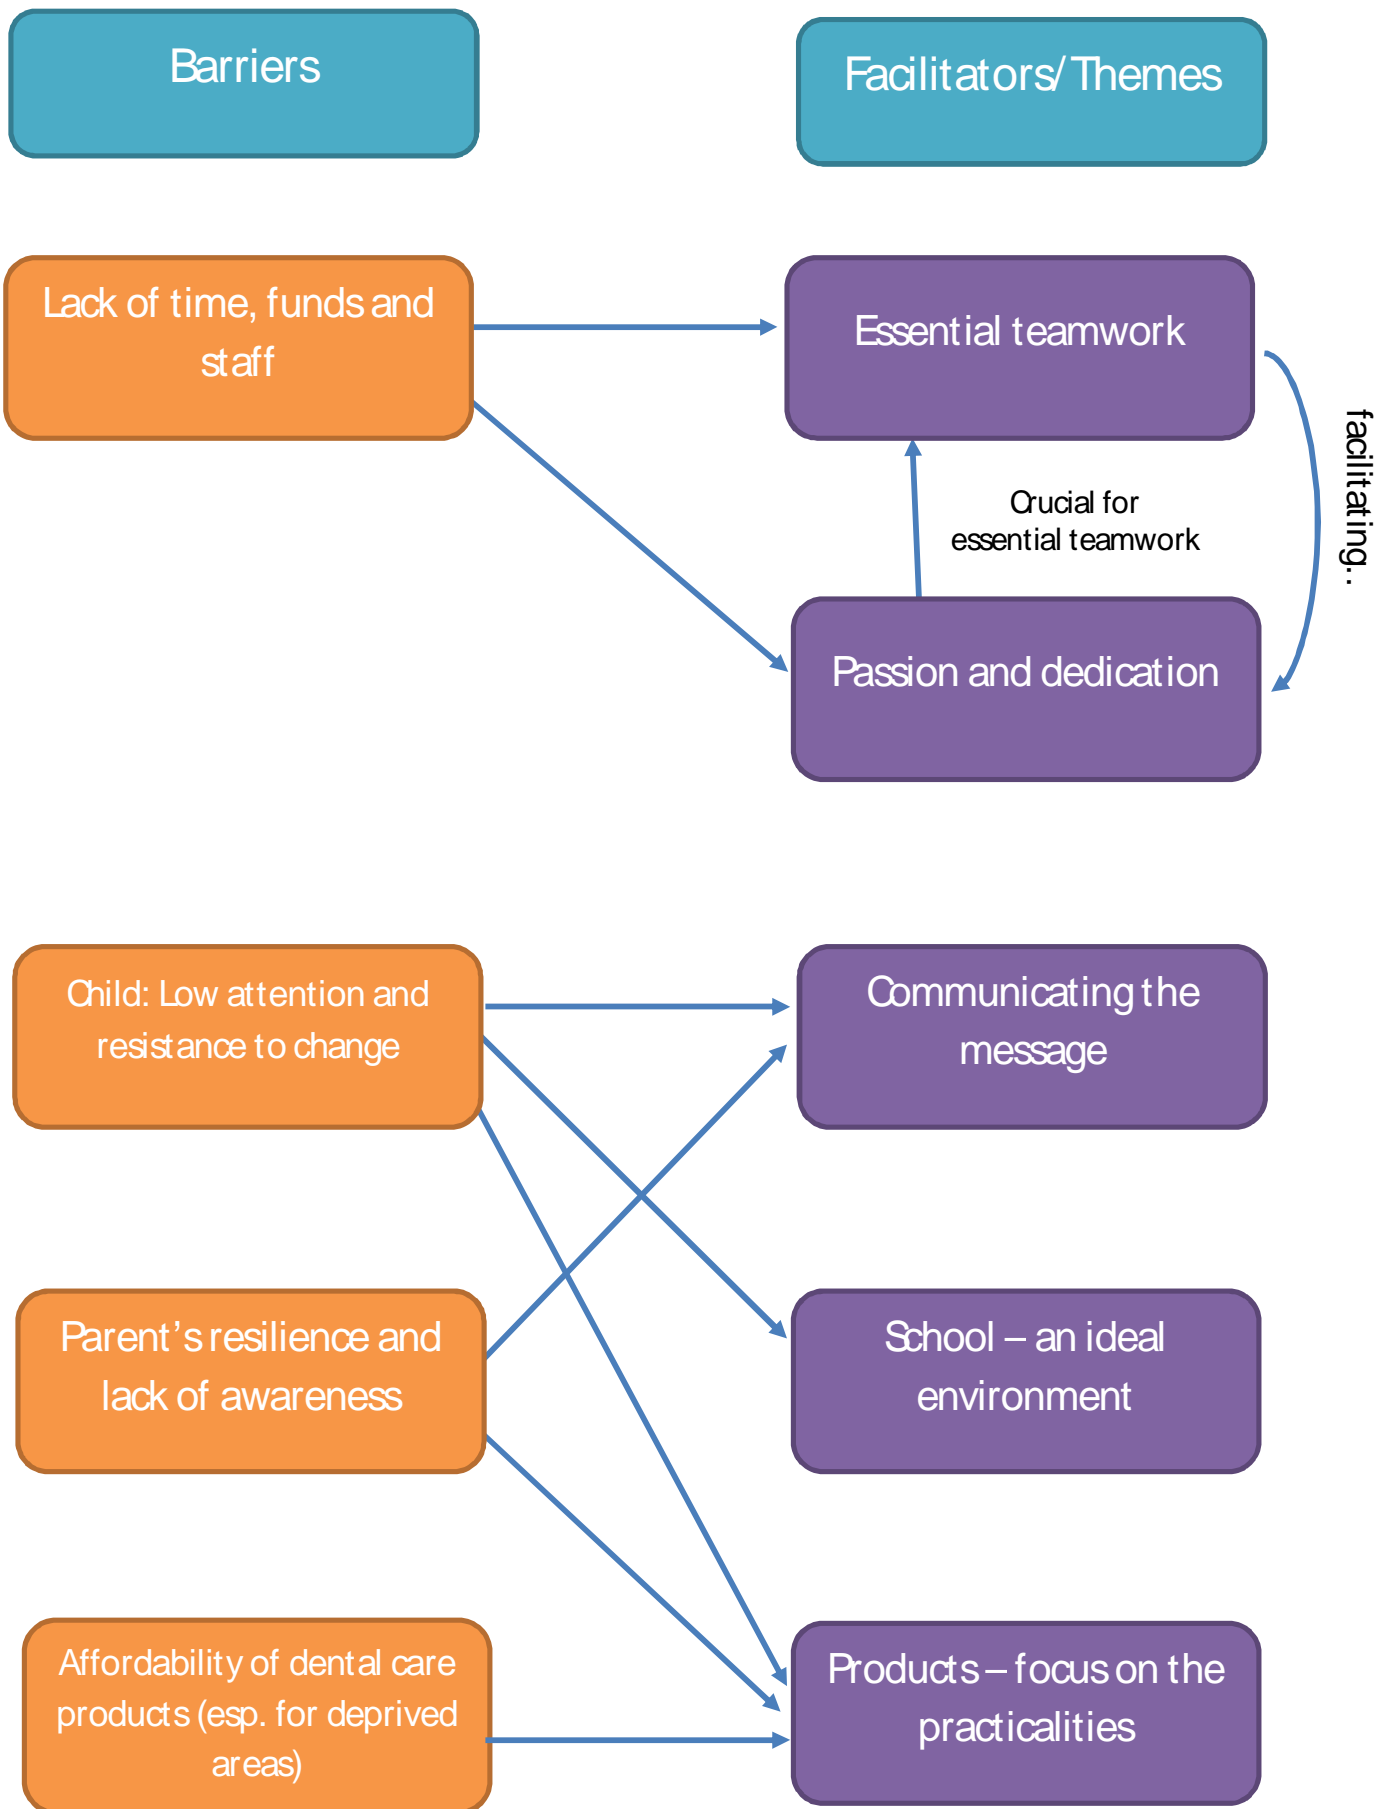 Barriers
Facilitators/Themes
Lack of time, funds and
staff
Essential teamwork
facilitating..
Crucial for
essential teamwork
Passion and dedication
Child: Low attention and
resistance to change
Communicating the
message
Parent’s resilience and
lack of awareness
School – an ideal
environment
Affordability of dental care
products (esp. for deprived
areas)
Products – focus on the
practicalities